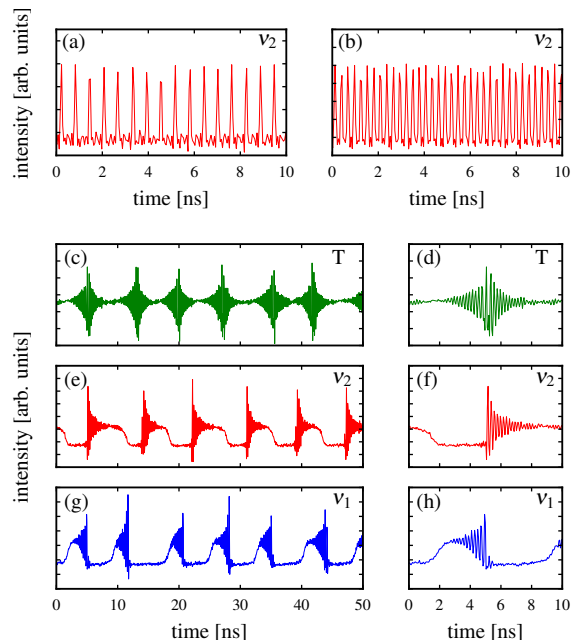 (a) ν2 (b) ν2
intensity [arb. units]
0 2 4 6 8 10 0 2 4 6 8 10
time [ns] time [ns]
(c) T (d) T
(e) ν2 (f) ν2
intensity [arb. units]
(g) ν1 (h) ν1
0 10 20 30 40 50 0 2 4 6 8 10
time [ns] time [ns]